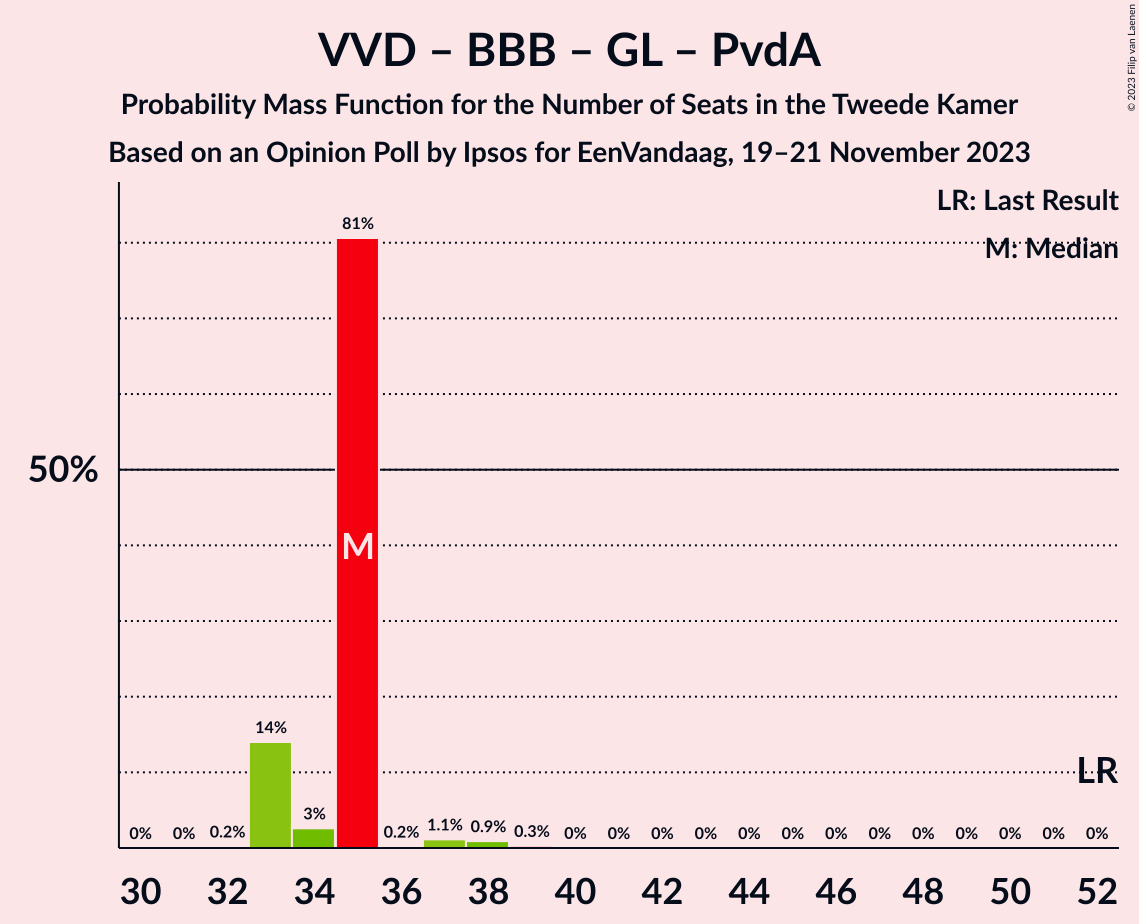 VVD – BBB – GL – PvdA
Probability Mass Function for the Number of Seats in the Tweede Kamer
Based on an Opinion Poll by Ipsos for EenVandaag, 19–21 November 2023
© 2023 Filip van Laenen
LR: Last Result
M: Median
50%
0% 0% 0.2% 14% 3% 81% 0.2% 1.1% 0.9% 0.3% 0% 0% 0% 0% 0% 0% 0% 0% 0% 0% 0% 0% 0%
M
LR
30 32 34 36 38 40 42 44 46 48 50 52